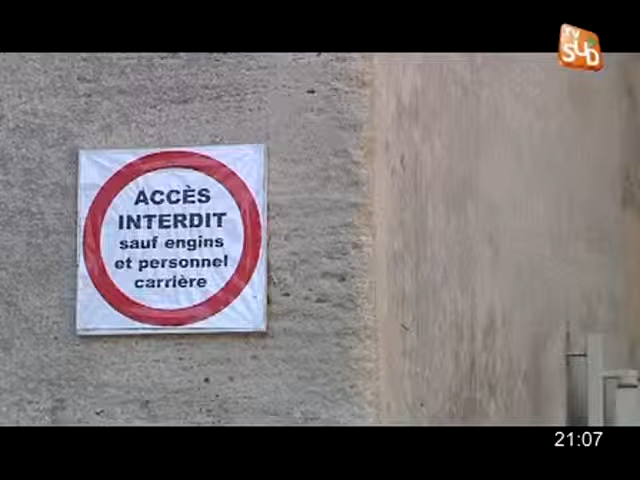 TV
SUD
ACCÈS
INTERDIT
sauf engins
et personnel
carrière
21:07